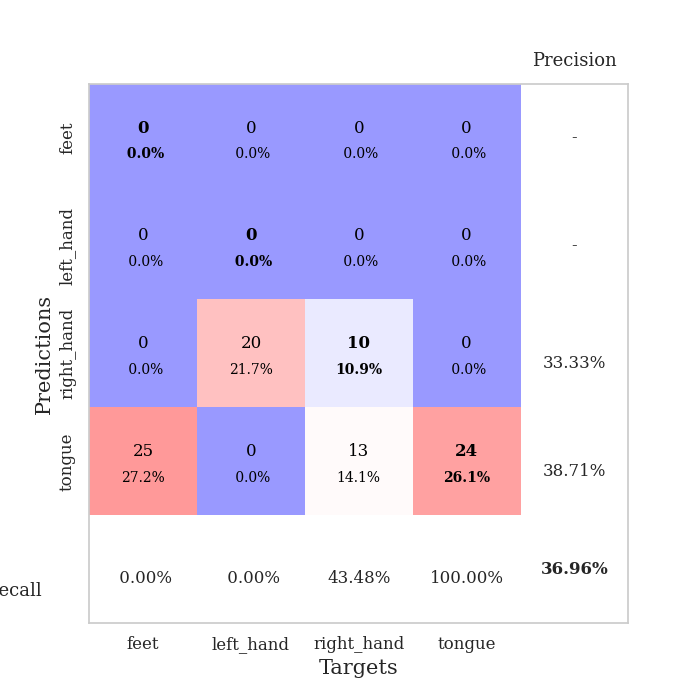 Precision
feet
0 0 0 0
0.0% 0.0% 0.0% 0.0%
-
left_hand
0 0 0 0
0.0% 0.0% 0.0% 0.0%
-
Predictions
right_hand
0 20 10 0
0.0% 21.7% 10.9% 0.0%
33.33%
tongue
25 0 13 24
27.2% 0.0% 14.1% 26.1%
38.71%
ecall
0.00% 0.00% 43.48% 100.00% 36.96%
feet left_hand right_hand tongue
Targets